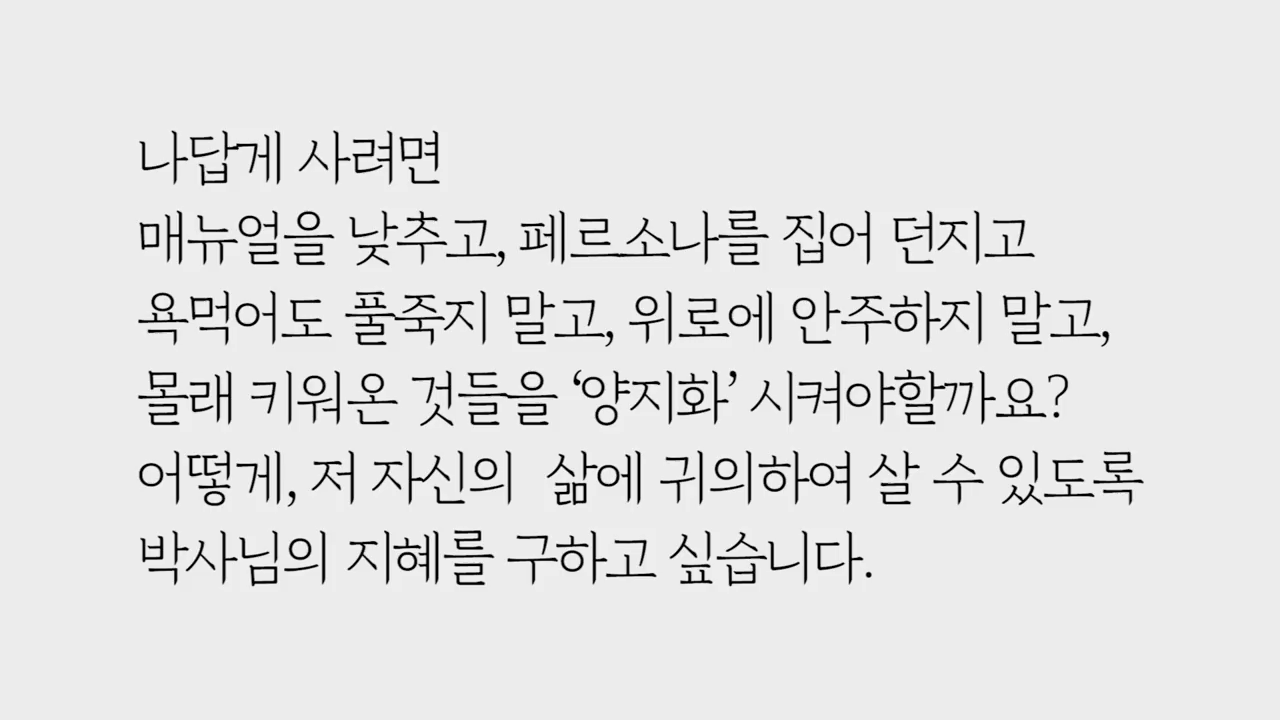 나답게 사려면
매뉴얼을 낮추고, 페르소나를 집어 던지고
욕먹어도 풀죽지 말고, 위로에 안주하지 말고,
몰래 키워온 것들을 ‘양지화’ 시켜야할까요?
어떻게, 저 자신의 삶에 귀의하여 살 수 있도록
박사님의 지혜를 구하고 싶습니다.